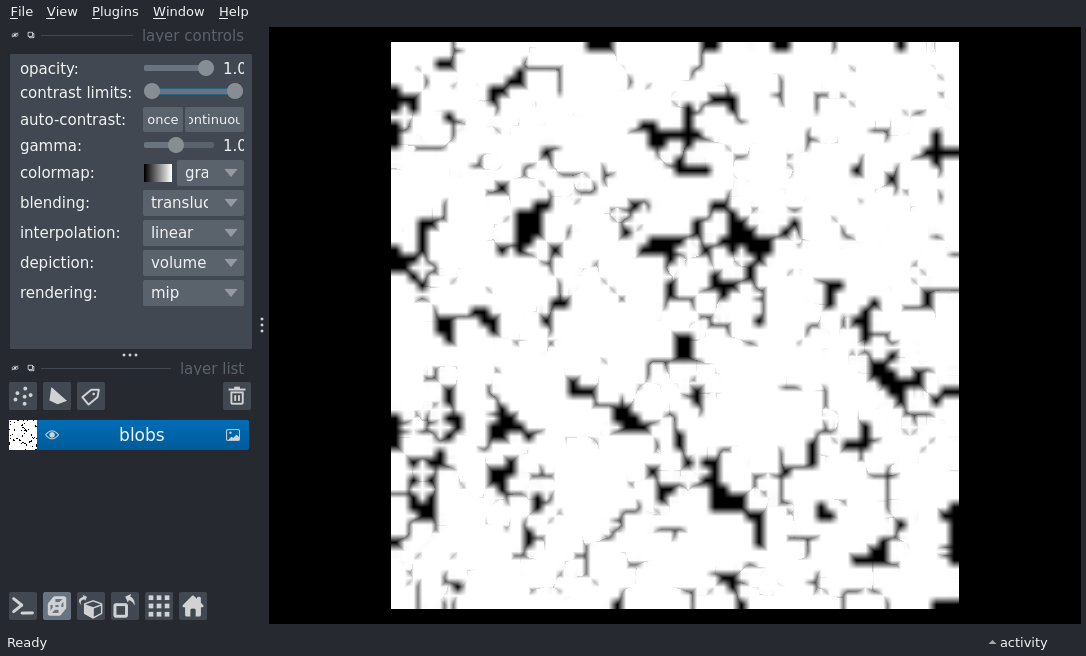 File View Plugins Window Help
layer controls
opacity: 1.0
contrast limits:
auto-contrast: once ontinuou
gamma: 1.0
colormap: gra
blending: transluc
interpolation: linear
depiction: volume
rendering: mip
layer list
blobs
Ready activity